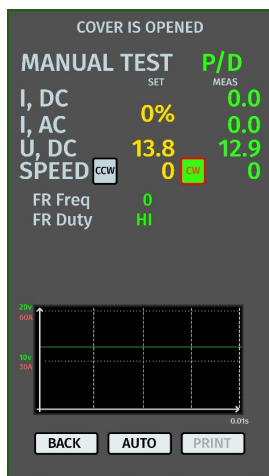 COVER IS OPENED
MANUAL TEST P/D
SET MEAS
I, DC 0.0
0%
I, AC 0.0
U, DC 13.8 12.9
SPEED CCW 0 CW 0
FR Freq 0
FR Duty HI
20v
60A
10v
30A
0.01s
BACK AUTO PRINT